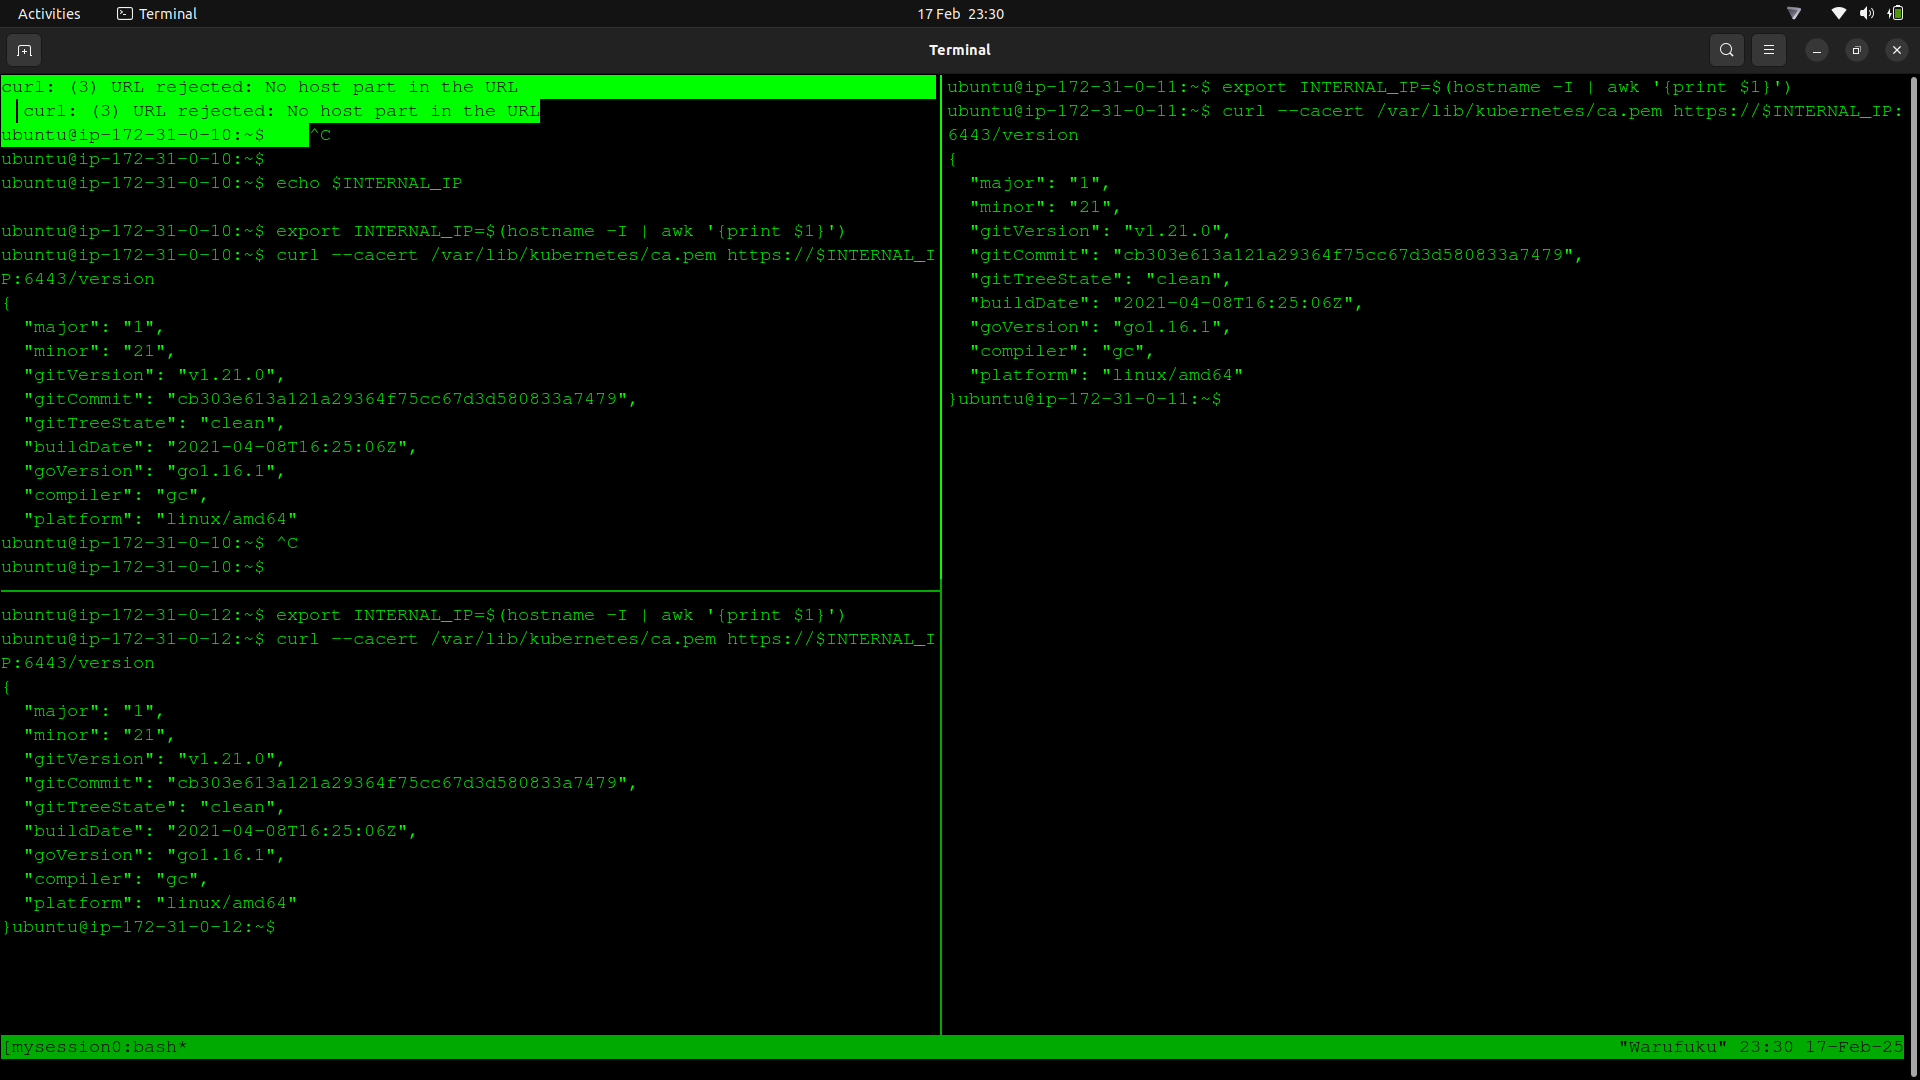 Activities
Terminal
17 Feb 23:30
Terminal
curl: (3) URL rejected: No host part in the URL
curl: (3) URL rejected: No host part in the URL
ubuntu@ip-172-31-0-10:~$ ^C
ubuntu@ip-172-31-0-10:~$
ubuntu@ip-172-31-0-10:~$ echo $INTERNAL_IP
ubuntu@ip-172-31-0-10:~$ export INTERNAL_IP=$(hostname -I | awk '{print $1}')
ubuntu@ip-172-31-0-10:~$ curl --cacert /var/lib/kubernetes/ca.pem https://$INTERNAL_I
P:6443/version
{
"major": "1",
"minor": "21",
"gitVersion": "v1.21.0",
"gitCommit": "cb303e613a121a29364f75cc67d3d580833a7479",
"gitTreeState": "clean",
"buildDate": "2021-04-08T16:25:06Z",
"goVersion": "go1.16.1",
"compiler": "gc",
"platform": "linux/amd64"
ubuntu@ip-172-31-0-10:~$ ^C
ubuntu@ip-172-31-0-10:~$
ubuntu@ip-172-31-0-12:~$ export INTERNAL_IP=$(hostname -I | awk '{print $1}')
ubuntu@ip-172-31-0-12:~$ curl --cacert /var/lib/kubernetes/ca.pem https://$INTERNAL_I
P:6443/version
{
"major": "1",
"minor": "21",
"gitVersion": "v1.21.0",
"gitCommit": "cb303e613a121a29364f75cc67d3d580833a7479",
"gitTreeState": "clean",
"buildDate": "2021-04-08T16:25:06Z",
"goVersion": "go1.16.1",
"compiler": "gc",
"platform": "linux/amd64"
}ubuntu@ip-172-31-0-12:~$
ubuntu@ip-172-31-0-11:~$ export INTERNAL_IP=$(hostname -I | awk '{print $1}')
ubuntu@ip-172-31-0-11:~$ curl --cacert /var/lib/kubernetes/ca.pem https://$INTERNAL_IP:
6443/version
{
"major": "1",
"minor": "21",
"gitVersion": "v1.21.0",
"gitCommit": "cb303e613a121a29364f75cc67d3d580833a7479",
"gitTreeState": "clean",
"buildDate": "2021-04-08T16:25:06Z",
"goVersion": "go1.16.1",
"compiler": "gc",
"platform": "linux/amd64"
}ubuntu@ip-172-31-0-11:~$
[mysession0:bash*
"Warufuku" 23:30 17-Feb-25